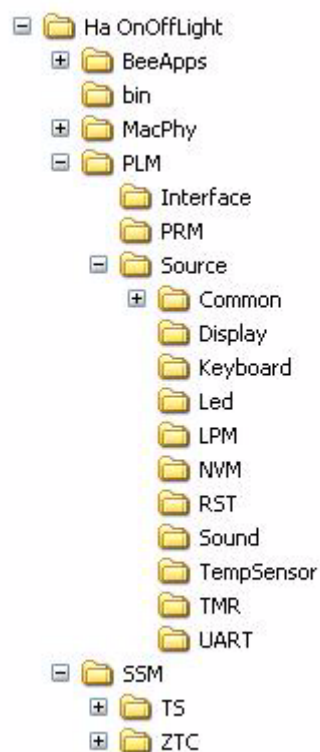 Ha OnOffLight
BeeApps
bin
MacPhy
PLM
Interface
PRM
Source
Common
Display
Keyboard
Led
LPM
NVM
RST
Sound
TempSensor
TMR
UART
SSM
TS
ZTC